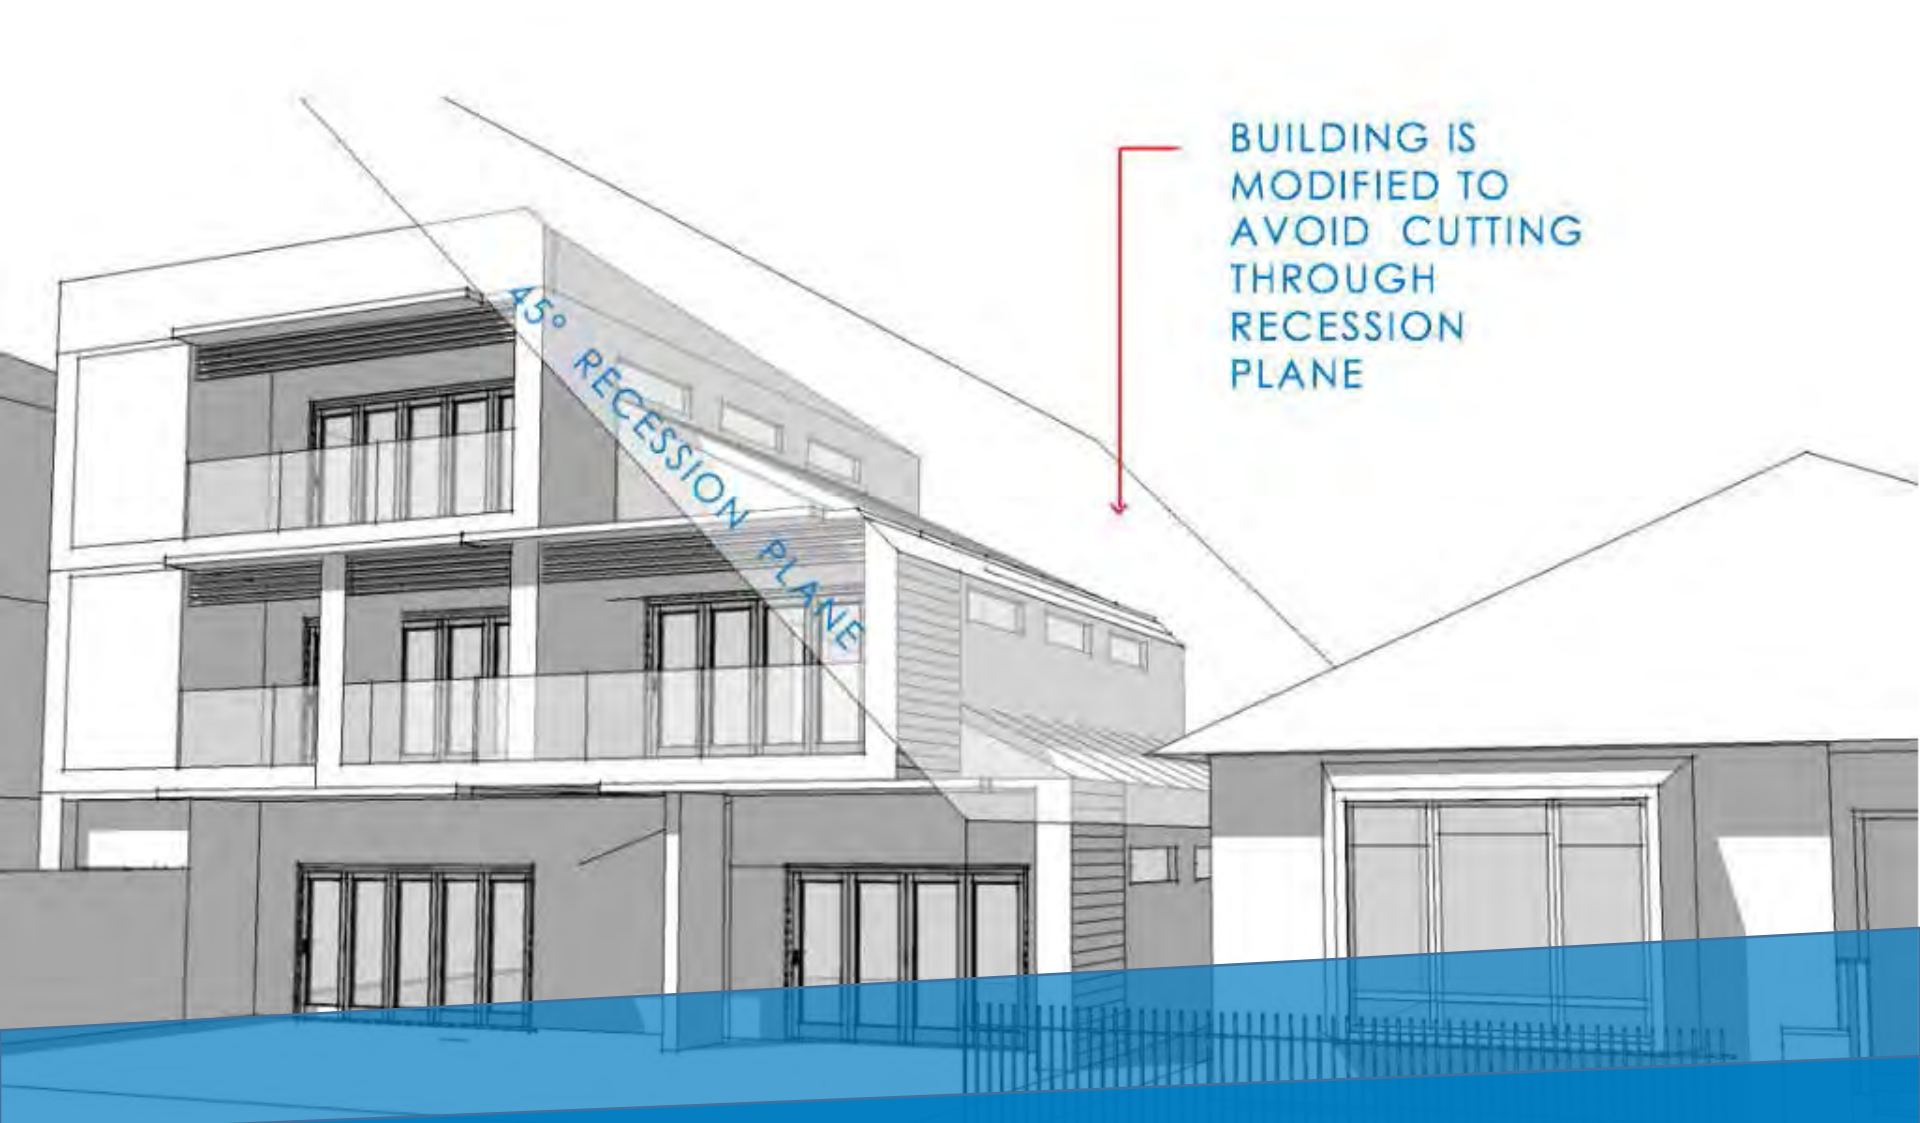 BUILDING IS
MODIFIED TO
AVOID CUTTING
THROUGH
RECESSION
PLANE
45° RECESSION PLANE